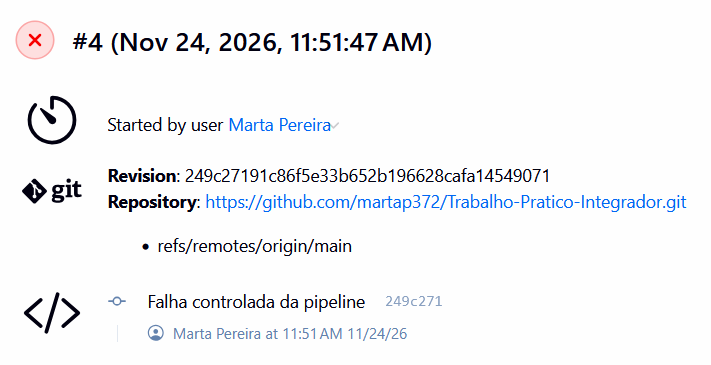 #4 (Nov 24, 2026, 11:51:47 AM)
Started by user Marta Pereira
git
Revision: 249c27191c86f5e33b652b196628cafa14549071
Repository: https://github.com/martap372/Trabalho-Pratico-Integrador.git
• refs/remotes/origin/main
</> Falha controlada da pipeline 249c271
Marta Pereira at 11:51 AM 11/24/26